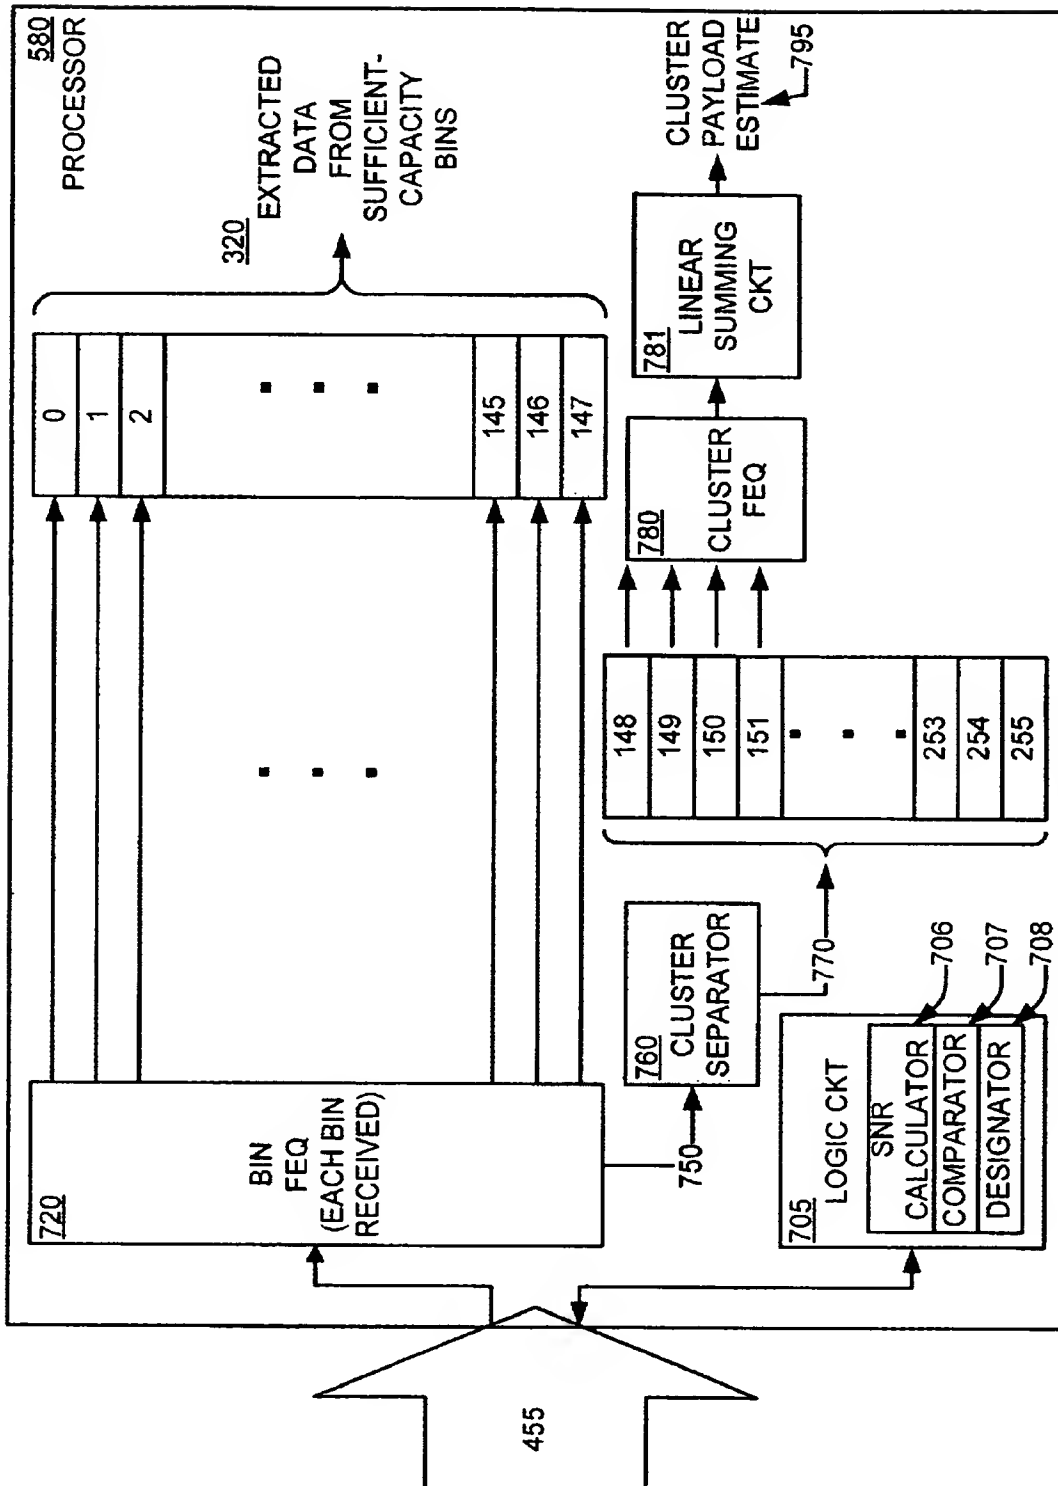 580
PROCESSOR
455
720
BIN
FEQ
(EACH BIN
RECEIVED)
0
1
2
145
146
147
320
EXTRACTED
DATA
FROM
SUFFICIENT-
CAPACITY
BINS
750
760
CLUSTER
SEPARATOR
770
148
149
150
151
253
254
255
780
CLUSTER
FEQ
781
LINEAR
SUMMING
CKT
CLUSTER
PAYLOAD
ESTIMATE
795
705
LOGIC CKT
SNR
CALCULATOR
COMPARATOR
DESIGNATOR
706
707
708